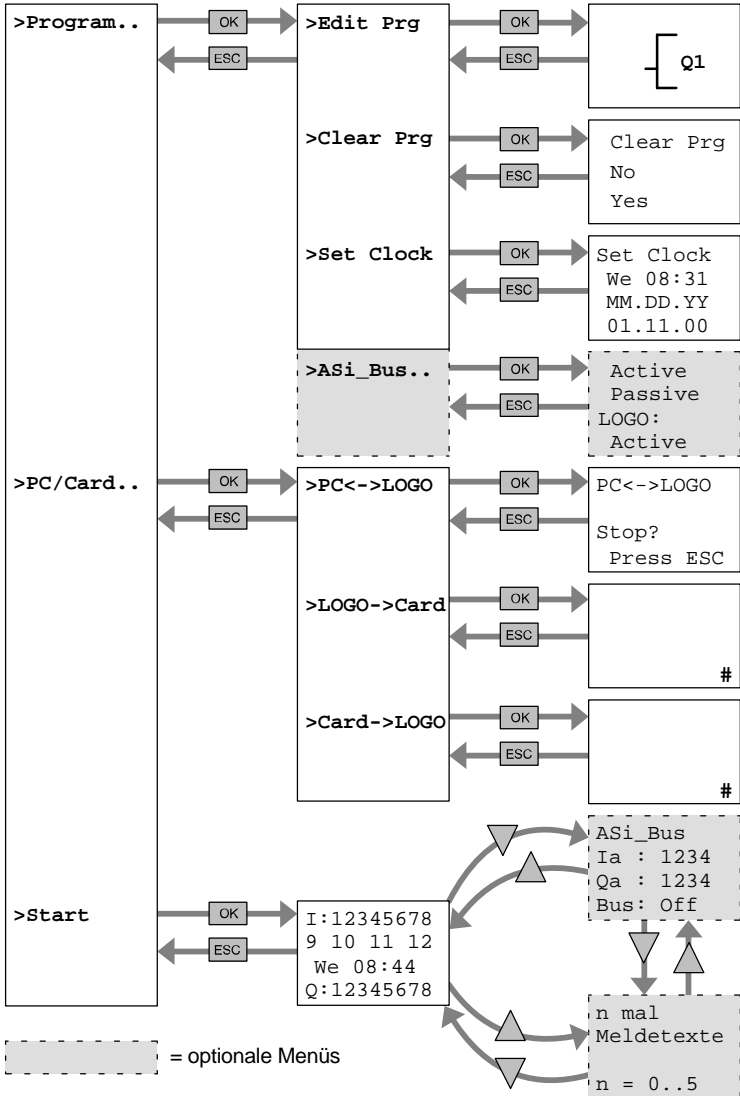 >Program..
OK
ESC
>Edit Prg
OK
ESC
Q1
>Clear Prg
OK
ESC
Clear Prg
No
Yes
>Set Clock
OK
ESC
Set Clock
We 08:31
MM.DD.YY
01.11.00
>ASi_Bus..
OK
ESC
Active
Passive
LOGO:
Active
>PC/Card..
OK
ESC
>PC<->LOGO
OK
ESC
PC<->LOGO
Stop?
Press ESC
>LOGO->Card
OK
ESC
#
>Card->LOGO
OK
ESC
#
>Start
OK
ESC
I:12345678
9 10 11 12
We 08:44
Q:12345678
ASi_Bus
Ia : 1234
Qa : 1234
Bus: Off
n mal
Meldetexte
n = 0..5
= optionale Menüs